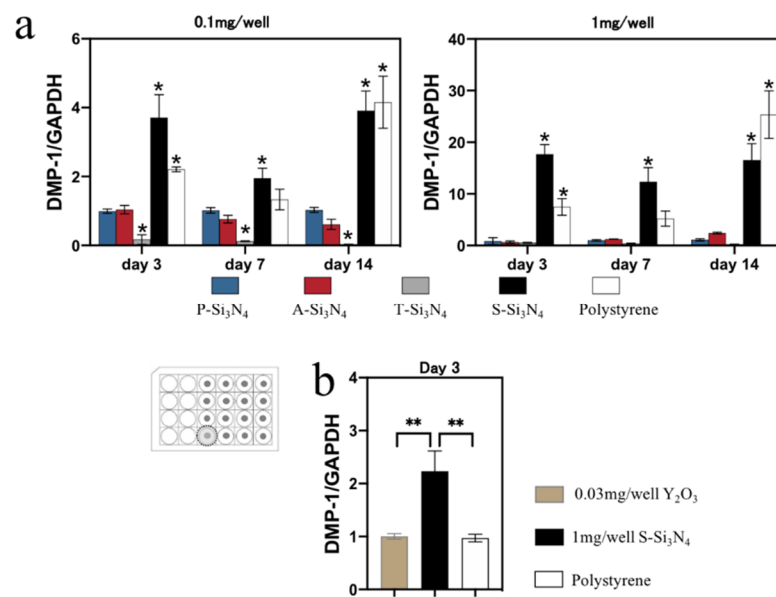 a
0.1mg/well
DMP-1/GAPDH
6
4
2
0
* * * * * * * *
day 3 day 7 day 14
1mg/well
DMP-1/GAPDH
40
30
20
10
0
* * * * *
day 3 day 7 day 14
P-Si₃N₄ A-Si₃N₄ T-Si₃N₄ S-Si₃N₄ Polystyrene
b
Day 3
DMP-1/GAPDH
4
3
2
1
0
** **
0.03mg/well Y₂O₃
1mg/well S-Si₃N₄
Polystyrene